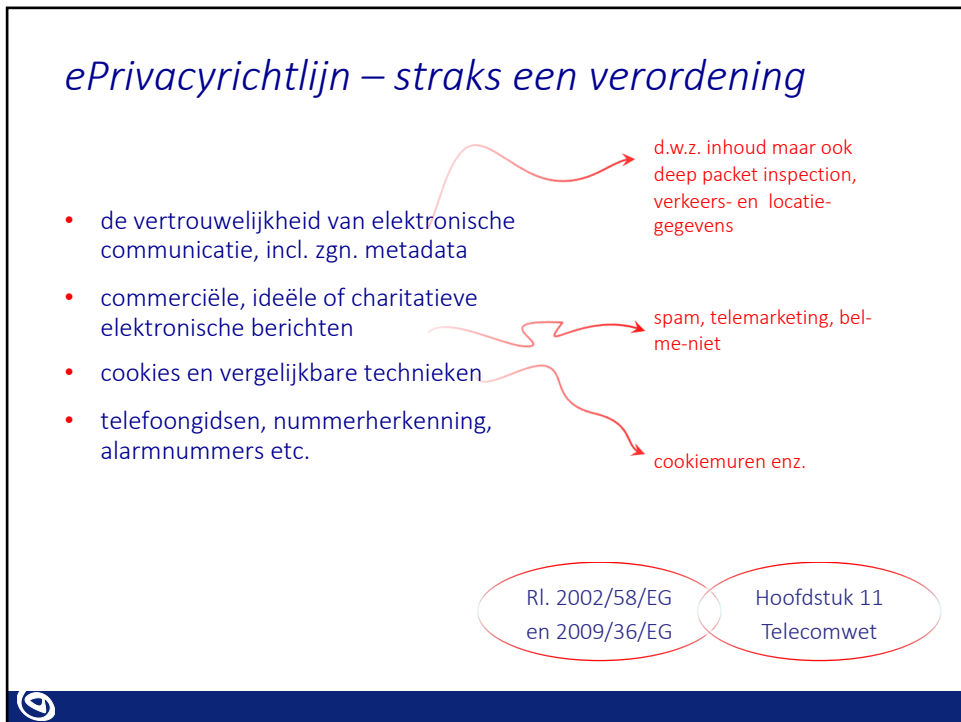 ePrivacyrichtlijn – straks een verordening
d.w.z. inhoud maar ook
deep packet inspection,
verkeers- en locatie-
gegevens
• de vertrouwelijkheid van elektronische
communicatie, incl. zgn. metadata
• commerciële, ideële of charitatieve
elektronische berichten
spam, telemarketing, bel-
me-niet
• cookies en vergelijkbare technieken
• telefoongidsen, nummerherkenning,
alarmnummers etc.
cookiemuren enz.
Rl. 2002/58/EG
en 2009/36/EG
Hoofdstuk 11
Telecomwet